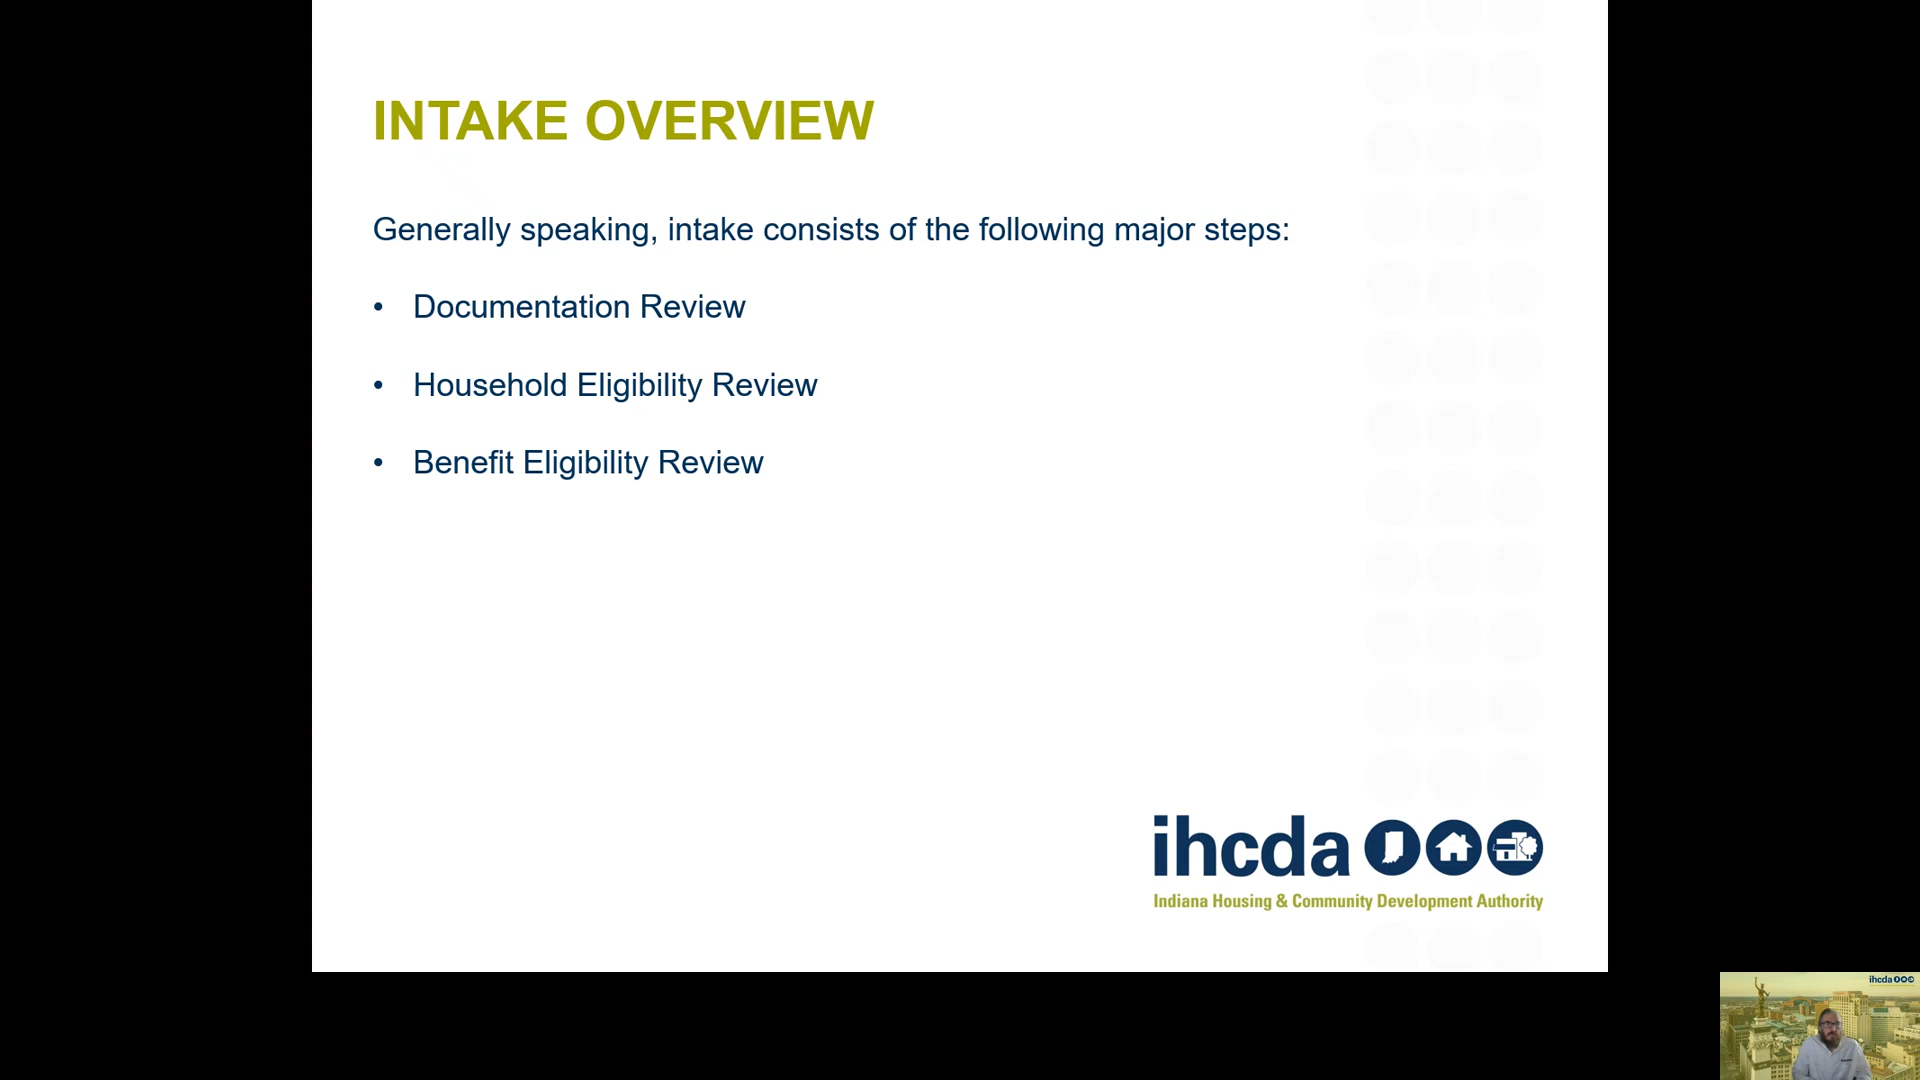 INTAKE OVERVIEW
Generally speaking, intake consists of the following major steps:
• Documentation Review
• Household Eligibility Review
• Benefit Eligibility Review
ihcda
Indiana Housing & Community Development Authority
ihcda